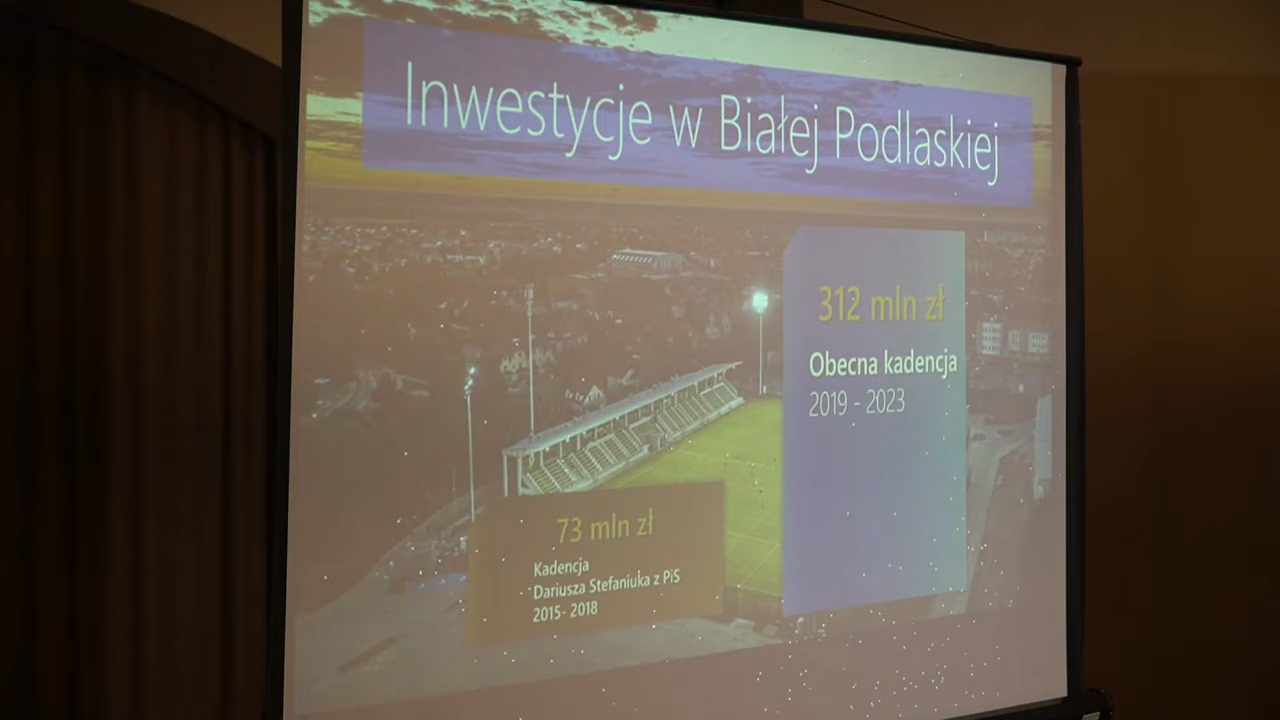 Inwestycje w Białej Podlaskiej
312 mln zł
Obecna kadencja
2019 - 2023
73 mln zł
Kadencja
Dariusza Stefaniuka z PiS
2015- 2018